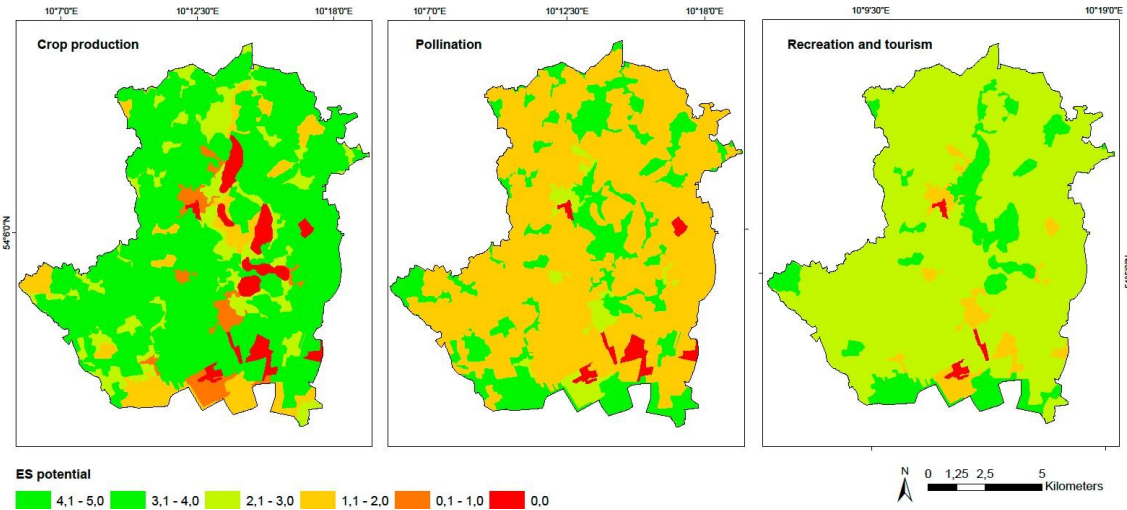 10°7'0"E 10°12'30"E 10°18'0"E 10°7'0"E 10°12'30"E 10°18'0"E 10°9'30"E 10°19'0"E
Crop production Pollination Recreation and tourism
54°6'0"N
ES potential
4,1 - 5,0 3,1 - 4,0 2,1 - 3,0 1,1 - 2,0 0,1 - 1,0 0,0
N
0 1,25 2,5 5
Kilometers